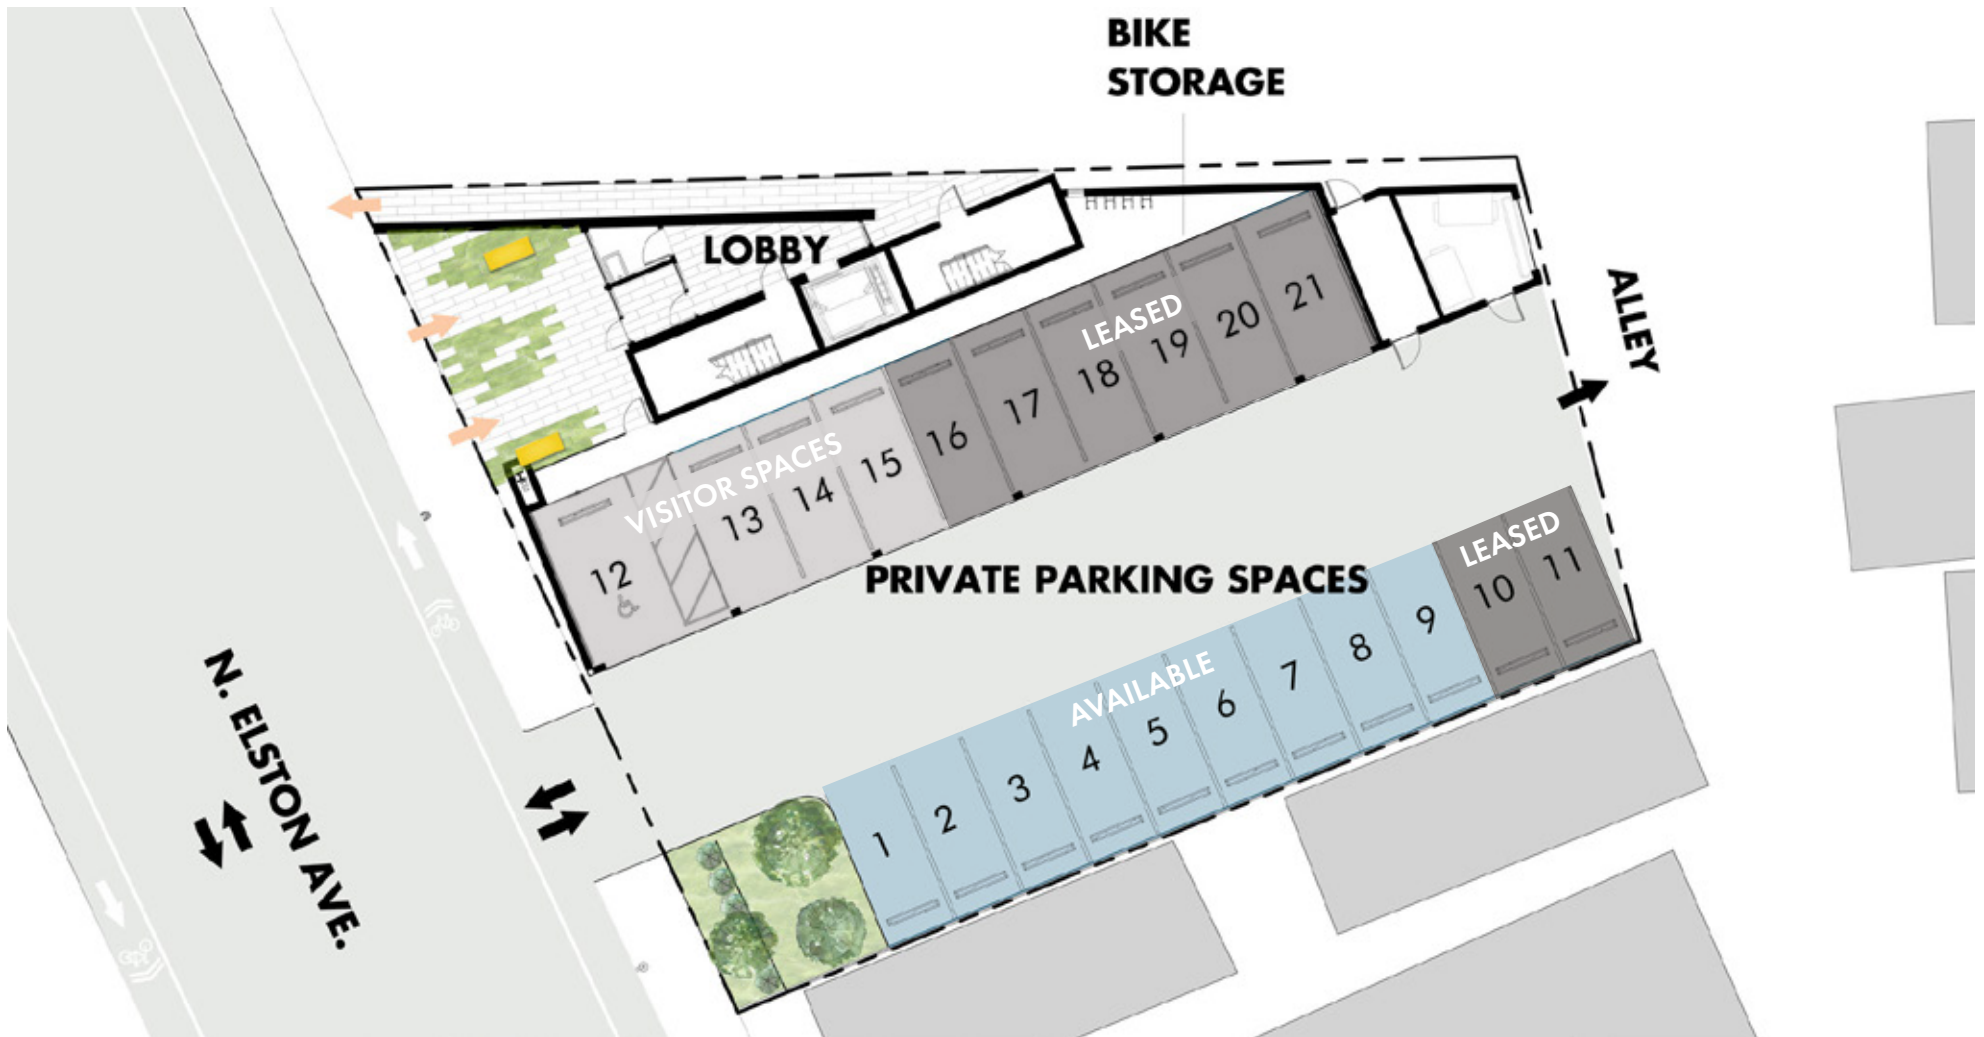 BIKE
STORAGE
LOBBY
ALLEY
LEASED
16 17 18 19 20 21
VISITOR SPACES
12 13 14 15
PRIVATE PARKING SPACES
LEASED
10 11
AVAILABLE
1 2 3 4 5 6 7 8 9
N. ELSTON AVE.